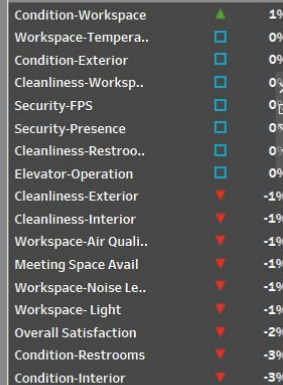 Condition-Workspace 1%
Workspace-Tempera.. 0%
Condition-Exterior 0%
Cleanliness-Worksp.. 0%
Security-FPS 0
Security-Presence 0%
Cleanliness-Restroo.. 0%
Elevator-Operation 0%
Cleanliness-Exterior -1%
Cleanliness-Interior -1%
Workspace-Air Quali.. -1%
Meeting Space Avail -1%
Workspace-Noise Le.. -1%
Workspace- Light -1%
Overall Satisfaction -2%
Condition-Restrooms -3%
Condition-Interior -3%